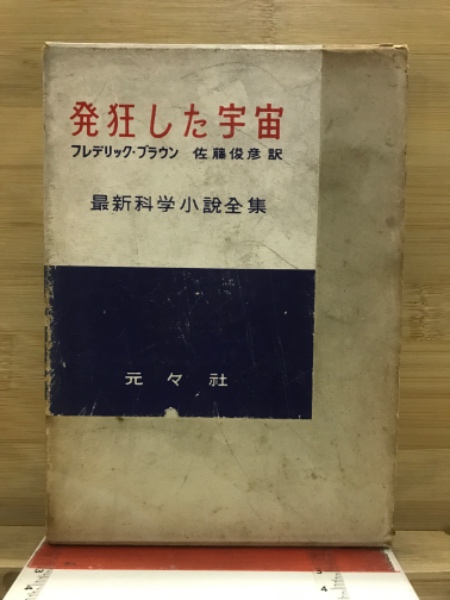 発狂した宇宙
フレデリック・ブラウン 佐藤俊彦 訳
最新科学小説全集
元々社